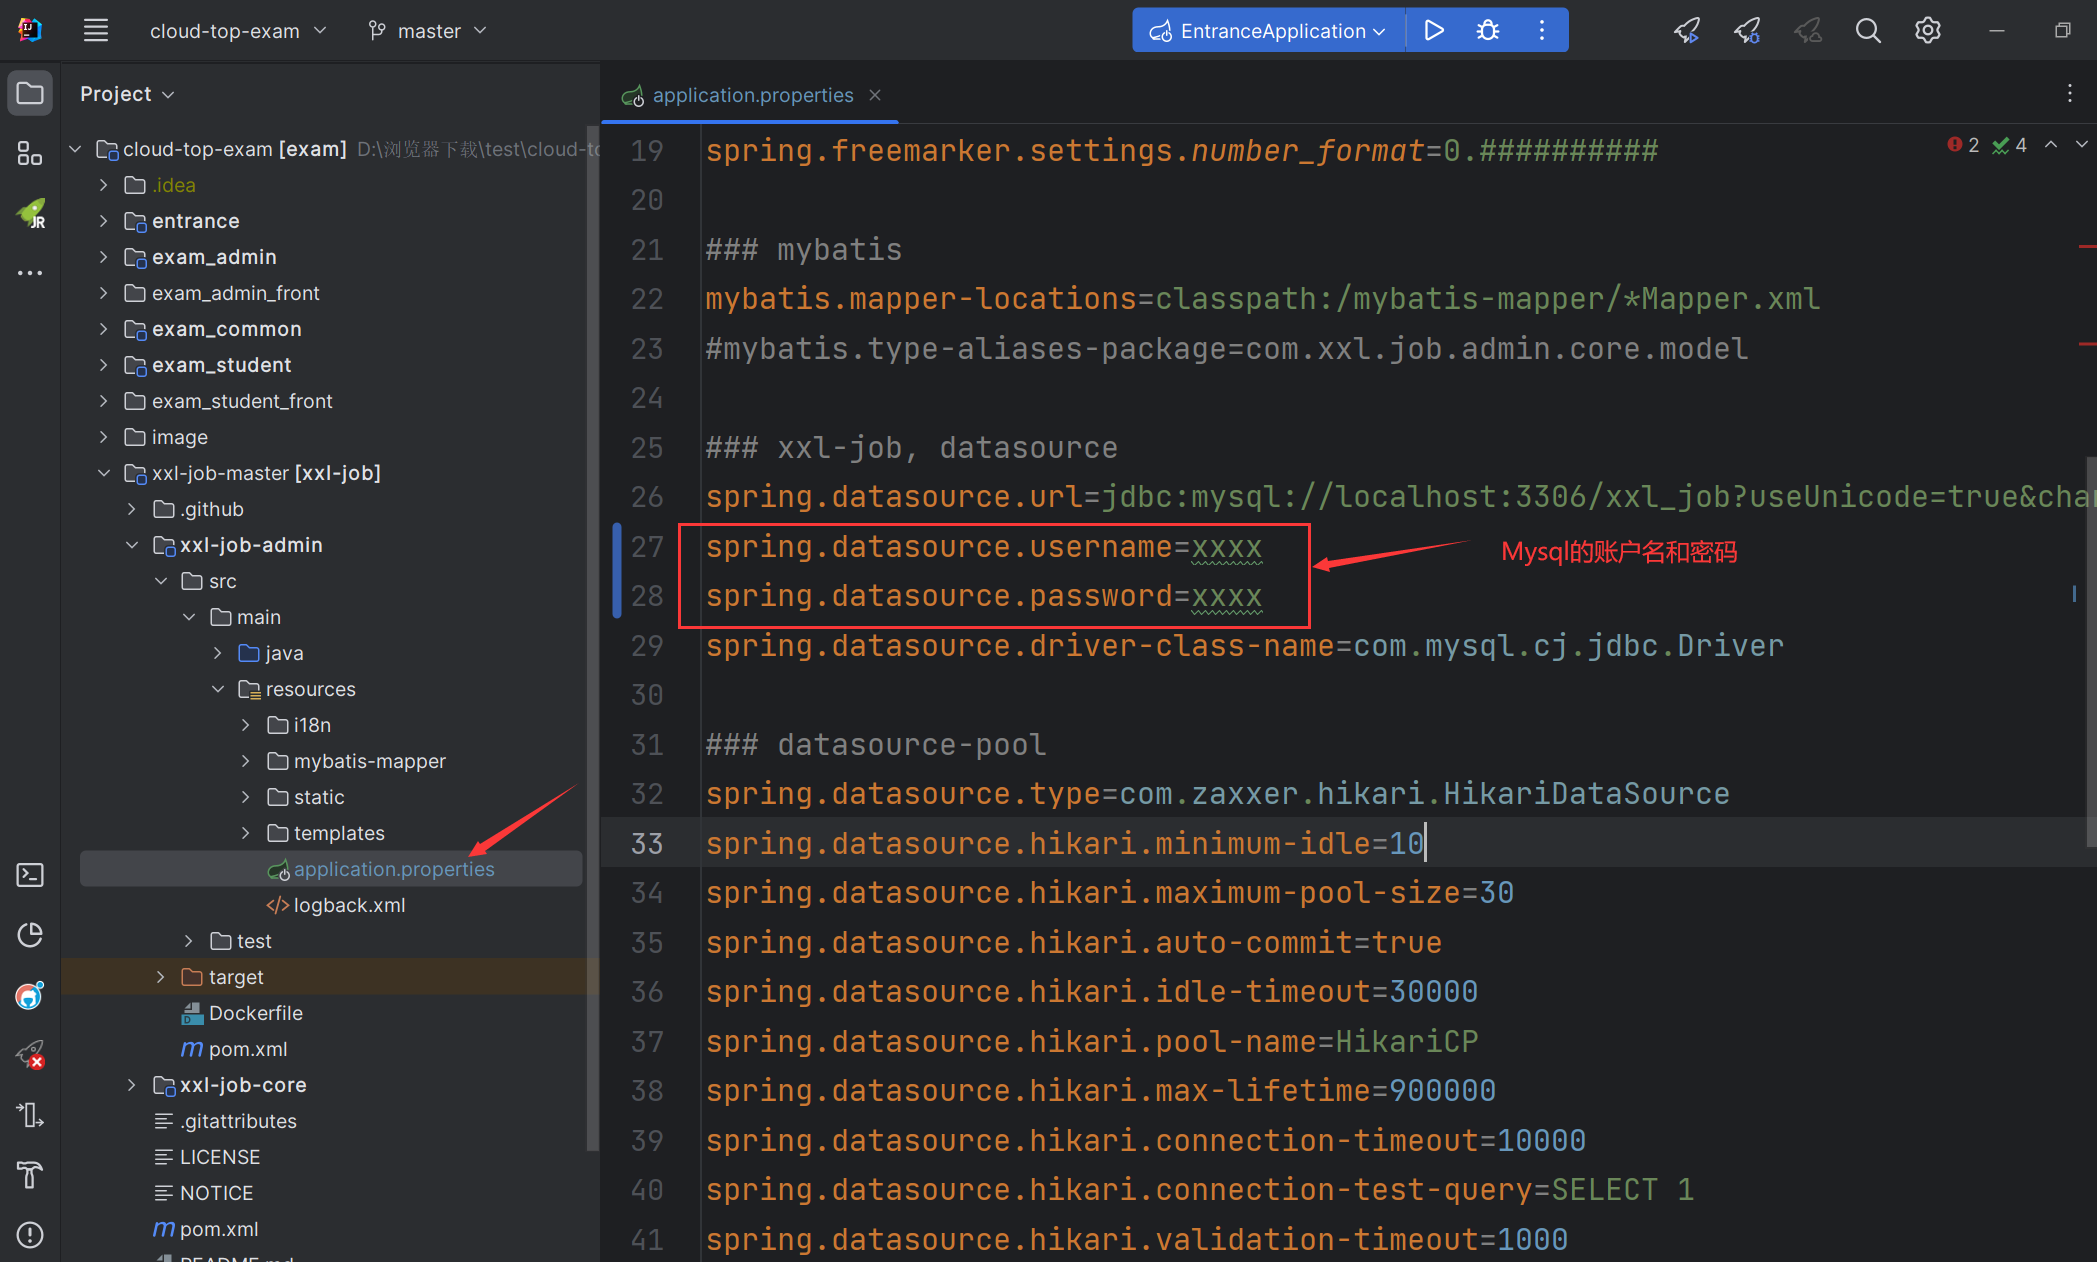 cloud-top-exam
master
EntranceApplication
Project
application.properties
cloud-top-exam [exam] D:\浏览器下载\test\cloud-to
.idea
entrance
exam_admin
exam_admin_front
exam_common
exam_student
exam_student_front
image
xxl-job-master [xxl-job]
.github
xxl-job-admin
src
main
java
resources
i18n
mybatis-mapper
static
templates
application.properties
logback.xml
test
target
Dockerfile
pom.xml
xxl-job-core
.gitattributes
LICENSE
NOTICE
pom.xml
README.md
2 4
19 spring.freemarker.settings.number_format=0.##########
20
21 ### mybatis
22 mybatis.mapper-locations=classpath:/mybatis-mapper/*Mapper.xml
23 #mybatis.type-aliases-package=com.xxl.job.admin.core.model
24
25 ### xxl-job, datasource
26 spring.datasource.url=jdbc:mysql://localhost:3306/xxl_job?useUnicode=true&char
27 spring.datasource.username=xxxx
Mysql的账户名和密码
28 spring.datasource.password=xxxx
29 spring.datasource.driver-class-name=com.mysql.cj.jdbc.Driver
30
31 ### datasource-pool
32 spring.datasource.type=com.zaxxer.hikari.HikariDataSource
33 spring.datasource.hikari.minimum-idle=10
34 spring.datasource.hikari.maximum-pool-size=30
35 spring.datasource.hikari.auto-commit=true
36 spring.datasource.hikari.idle-timeout=30000
37 spring.datasource.hikari.pool-name=HikariCP
38 spring.datasource.hikari.max-lifetime=900000
39 spring.datasource.hikari.connection-timeout=10000
40 spring.datasource.hikari.connection-test-query=SELECT 1
41 spring.datasource.hikari.validation-timeout=1000